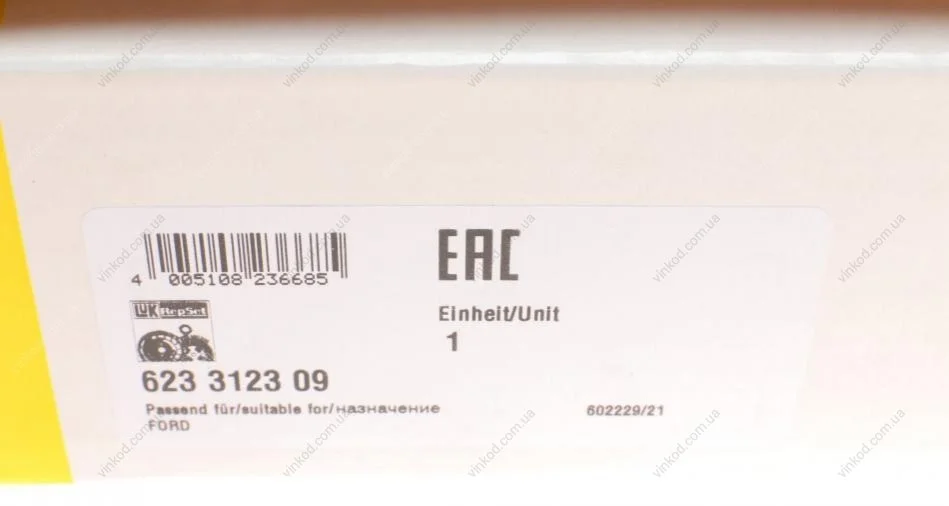 4 005108 236685
EAC
LuK RepSet
Einheit/Unit
1
623 3123 09
Passend für/suitable for/назначение
FORD
602229/21
vinkod.com.ua